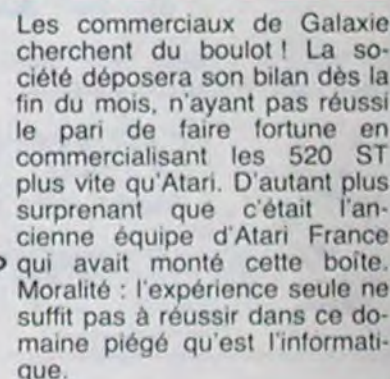 Les commerciaux de Galaxie
cherchent du boulot ! La so-
ciété déposera son bilan dès la
fin du mois, n'ayant pas réussi
le pari de faire fortune en
commercialisant les 520 ST
plus vite qu'Atari. D'autant plus
surprenant que c'était l'an-
cienne équipe d'Atari France
qui avait monté cette boîte.
Moralité : l'expérience seule ne
suffit pas à réussir dans ce do-
maine piégé qu'est l'informati-
que.